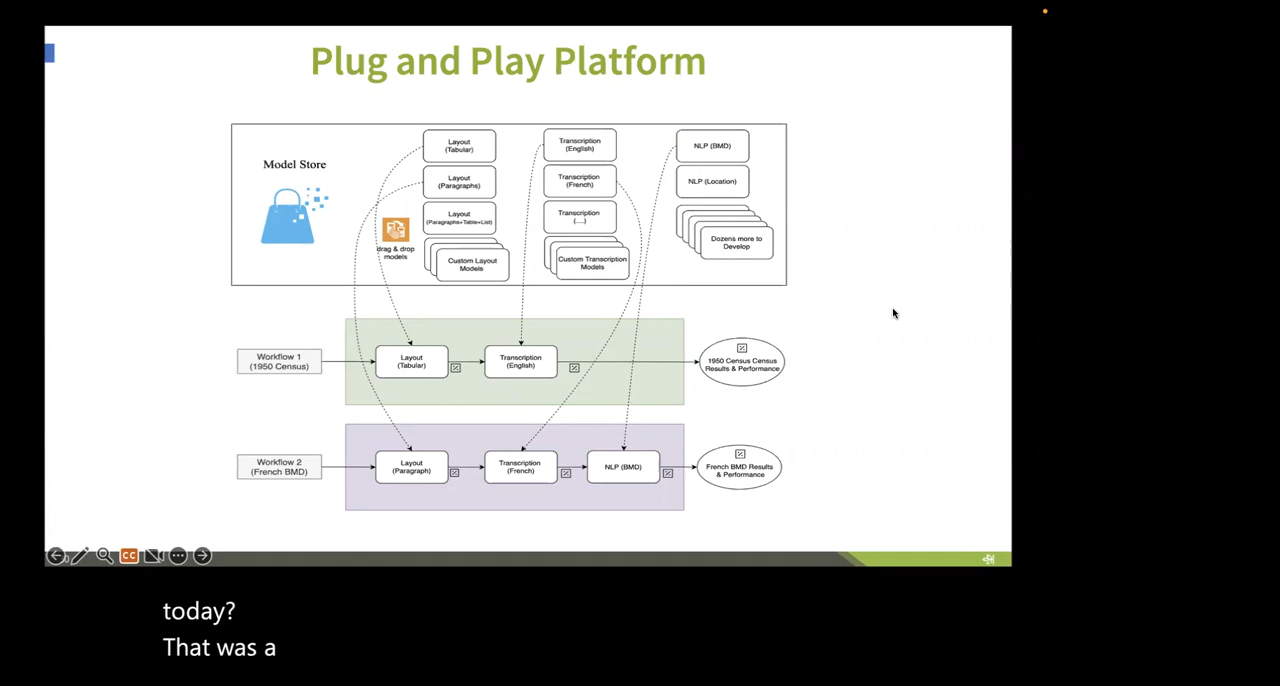 Plug and Play Platform
Model Store
drag & drop
models
Layout
(Tabular)
Layout
(Paragraphs)
Layout
(Paragraphs+Table+List)
Custom Layout
Models
Transcription
(English)
Transcription
(French)
Transcription
(....)
Custom Transcription
Models
NLP (BMD)
NLP (Location)
Dozens more to
Develop
Workflow 1
(1950 Census)
Layout
(Tabular)
Transcription
(English)
1950 Census Census
Results & Performance
Workflow 2
(French BMD)
Layout
(Paragraph)
Transcription
(French)
NLP (BMD)
French BMD Results
& Performance
CC
today?
That was a